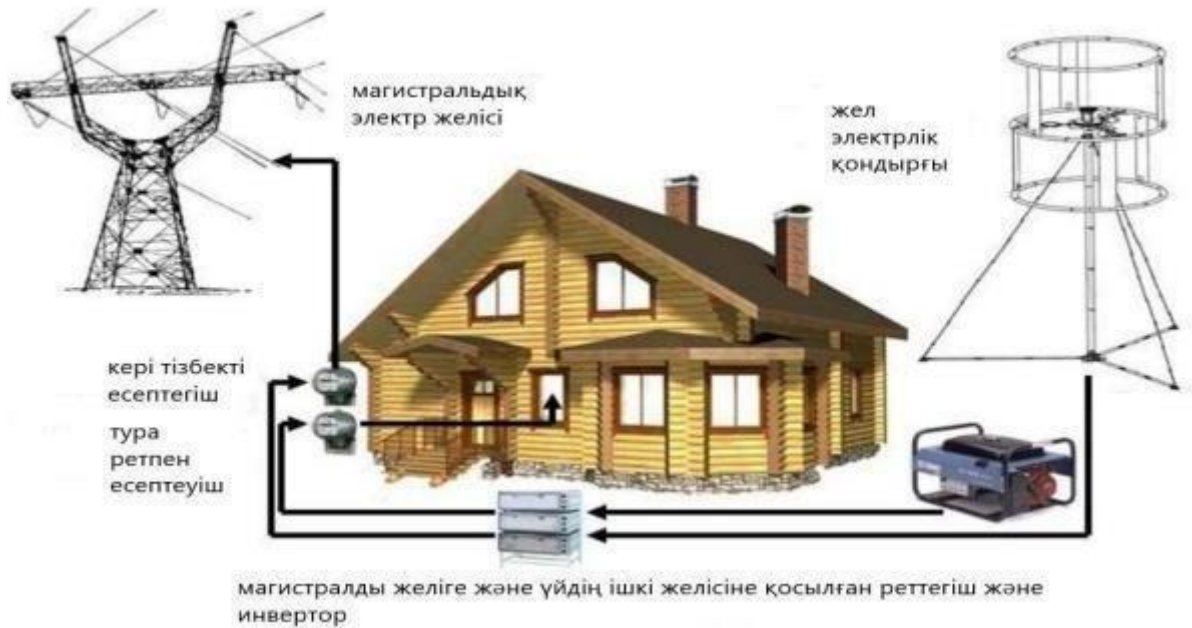 магистральдық
электр желісі
жел
электрлік
қондырғы
кері тізбекті
есептегіш
тура
ретпен
есептеуіш
магистралды желіге және үйдің ішкі желісіне қосылған реттегіш және
инвертор